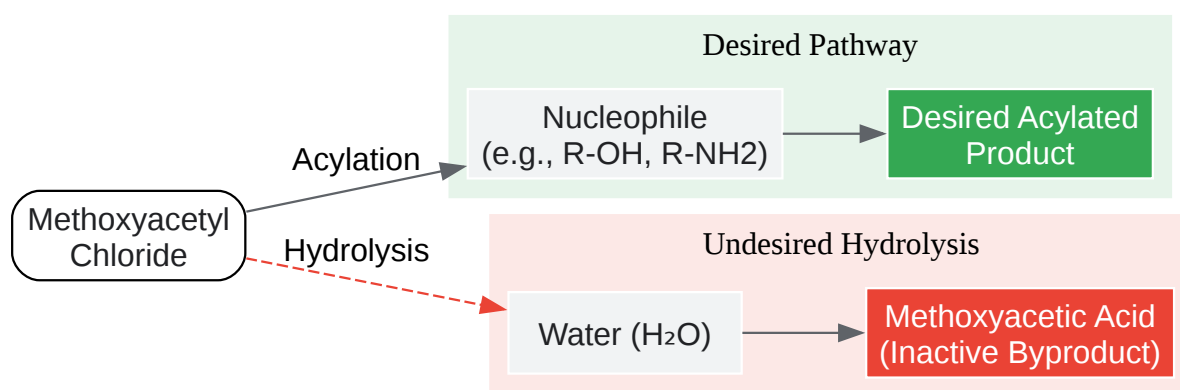 Desired Pathway
Nucleophile
(e.g., R-OH, R-NH2)
Desired Acylated
Product
Acylation
Methoxyacetyl
Chloride
Hydrolysis
Undesired Hydrolysis
Water (H₂O)
Methoxyacetic Acid
(Inactive Byproduct)